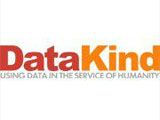 DataKind
USING DATA IN THE SERVICE OF HUMANITY